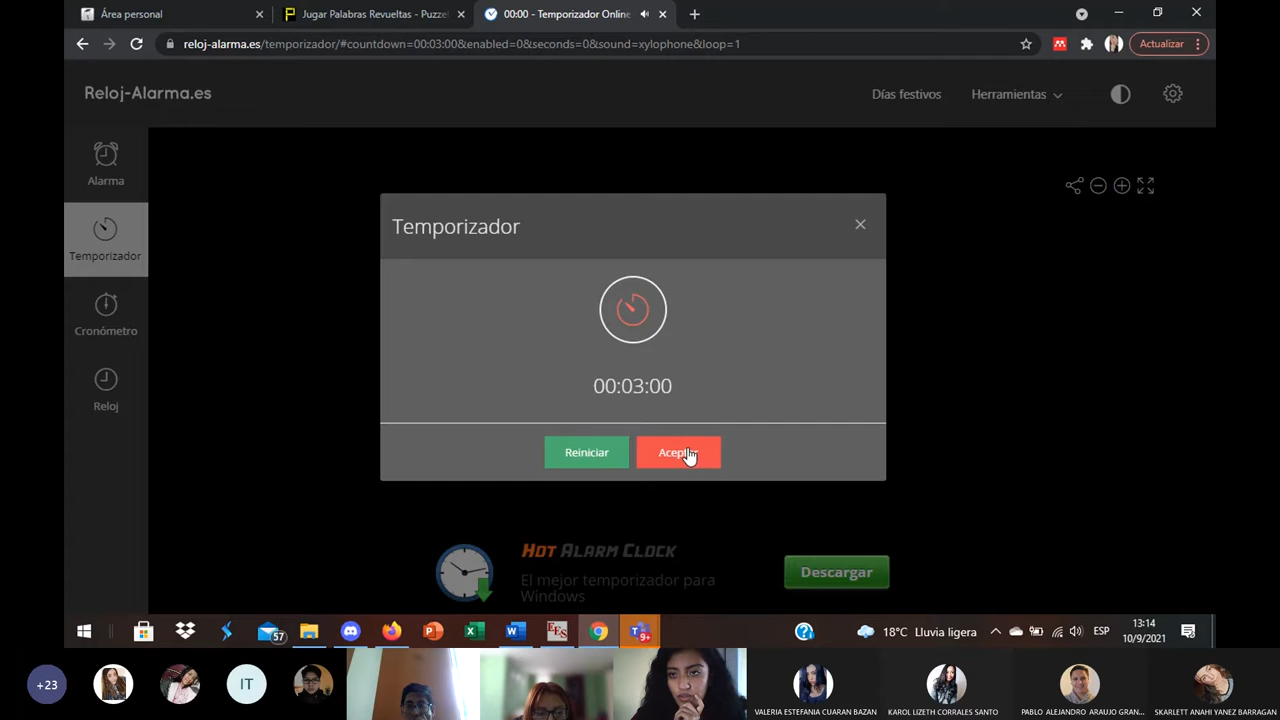 Área personal
Jugar Palabras Revueltas - Puzzel
00:00 - Temporizador Online
reloj-alarma.es/temporizador/#countdown=00:03:00&enabled=0&seconds=0&sound=xylophone&loop=1
Actualizar
Reloj-Alarma.es
Días festivos
Herramientas
Alarma
Temporizador
Cronómetro
Reloj
Temporizador
00:03:00
Reiniciar
HOT ALARM CLOCK
El mejor temporizador para
Windows
Descargar
57
9+
18°C Lluvia ligera
ESP
13:14
10/9/2021
+23
IT
VALERIA ESTEFANIA CUARAN BAZAN
KAROL LIZETH CORRALES SANTO
PABLO ALEJANDRO ARAUJO GRAN...
SKARLETT ANAHI YANEZ BARRAGAN